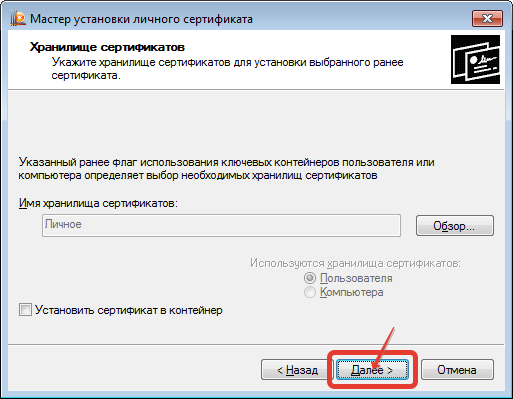 Мастер установки личного сертификата
Хранилище сертификатов
Укажите хранилище сертификатов для установки выбранного ранее
сертификата.
Указанный ранее флаг использования ключевых контейнеров пользователя или
компьютера определяет выбор необходимых хранилищ сертификатов
Имя хранилища сертификатов:
Личное
Обзор...
Используются хранилища сертификатов:
Пользователя
Компьютера
Установить сертификат в контейнер
< Назад
Далее >
Отмена